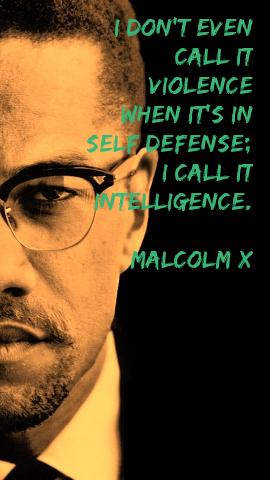 I DON'T EVEN
CALL IT
VIOLENCE
WHEN IT'S IN
SELF DEFENSE;
I CALL IT
INTELLIGENCE.
MALCOLM X